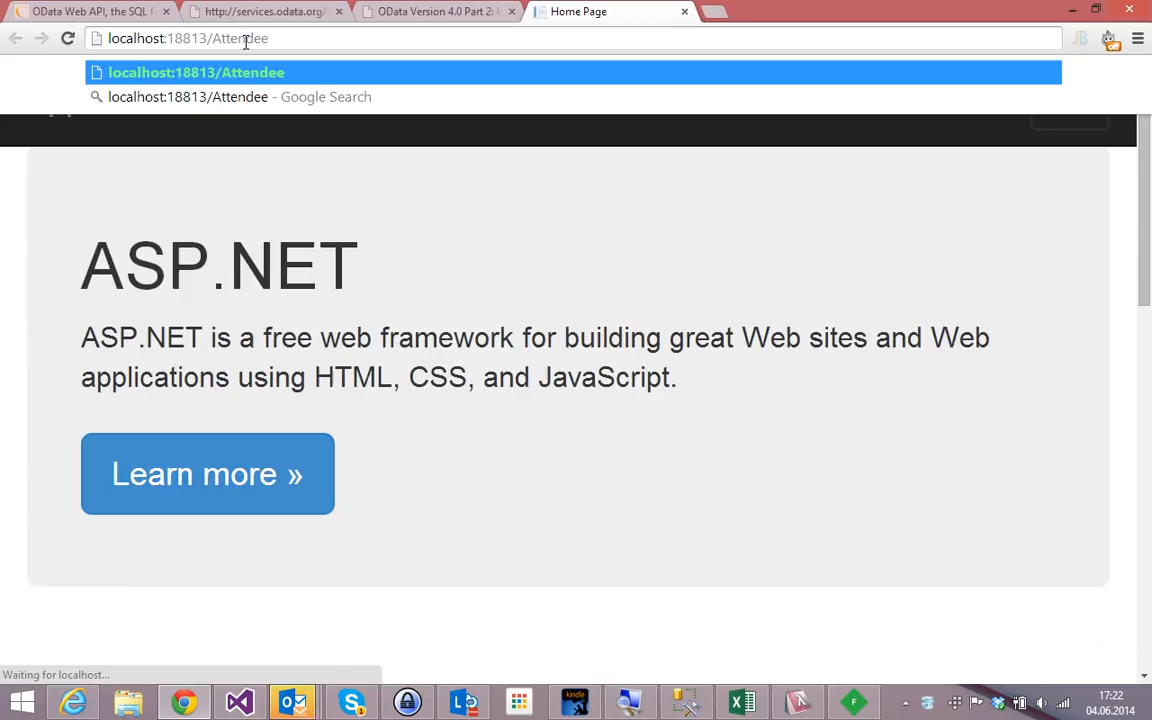 OData Web API, the SQL f
http://services.odata.org/
OData Version 4.0 Part 2:
Home Page
localhost:18813/Attendee
localhost:18813/Attendee
localhost:18813/Attendee - Google Search
ASP.NET
ASP.NET is a free web framework for building great Web sites and Web
applications using HTML, CSS, and JavaScript.
Learn more »
Waiting for localhost...
17:22
04.06.2014